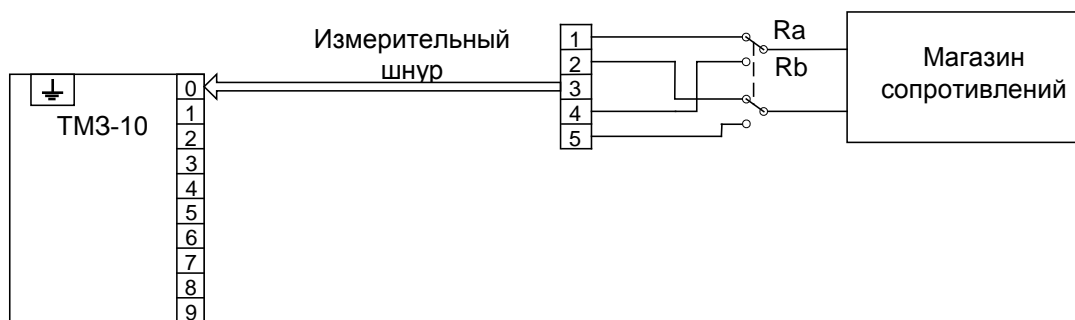 Измерительный
шнур
1
2
3
4
5
Ra
Rb
Магазин
сопротивлений
ТМЗ-10
0
1
2
3
4
5
6
7
8
9